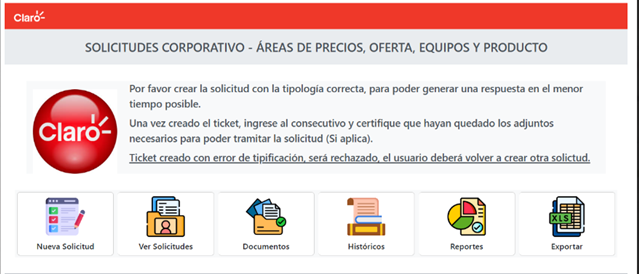 Claro
SOLICITUDES CORPORATIVO - ÁREAS DE PRECIOS, OFERTA, EQUIPOS Y PRODUCTO
Claro
Por favor crear la solicitud con la tipología correcta, para poder generar una respuesta en el menor
tiempo posible.
Una vez creado el ticket, ingrese al consecutivo y certifique que hayan quedado los adjuntos
necesarios para poder tramitar la solicitud (Si aplica).
Ticket creado con error de tipificación, será rechazado, el usuario deberá volver a crear otra solictud.
XLS
Nueva Solicitud
Ver Solicitudes
Documentos
Históricos
Reportes
Exportar